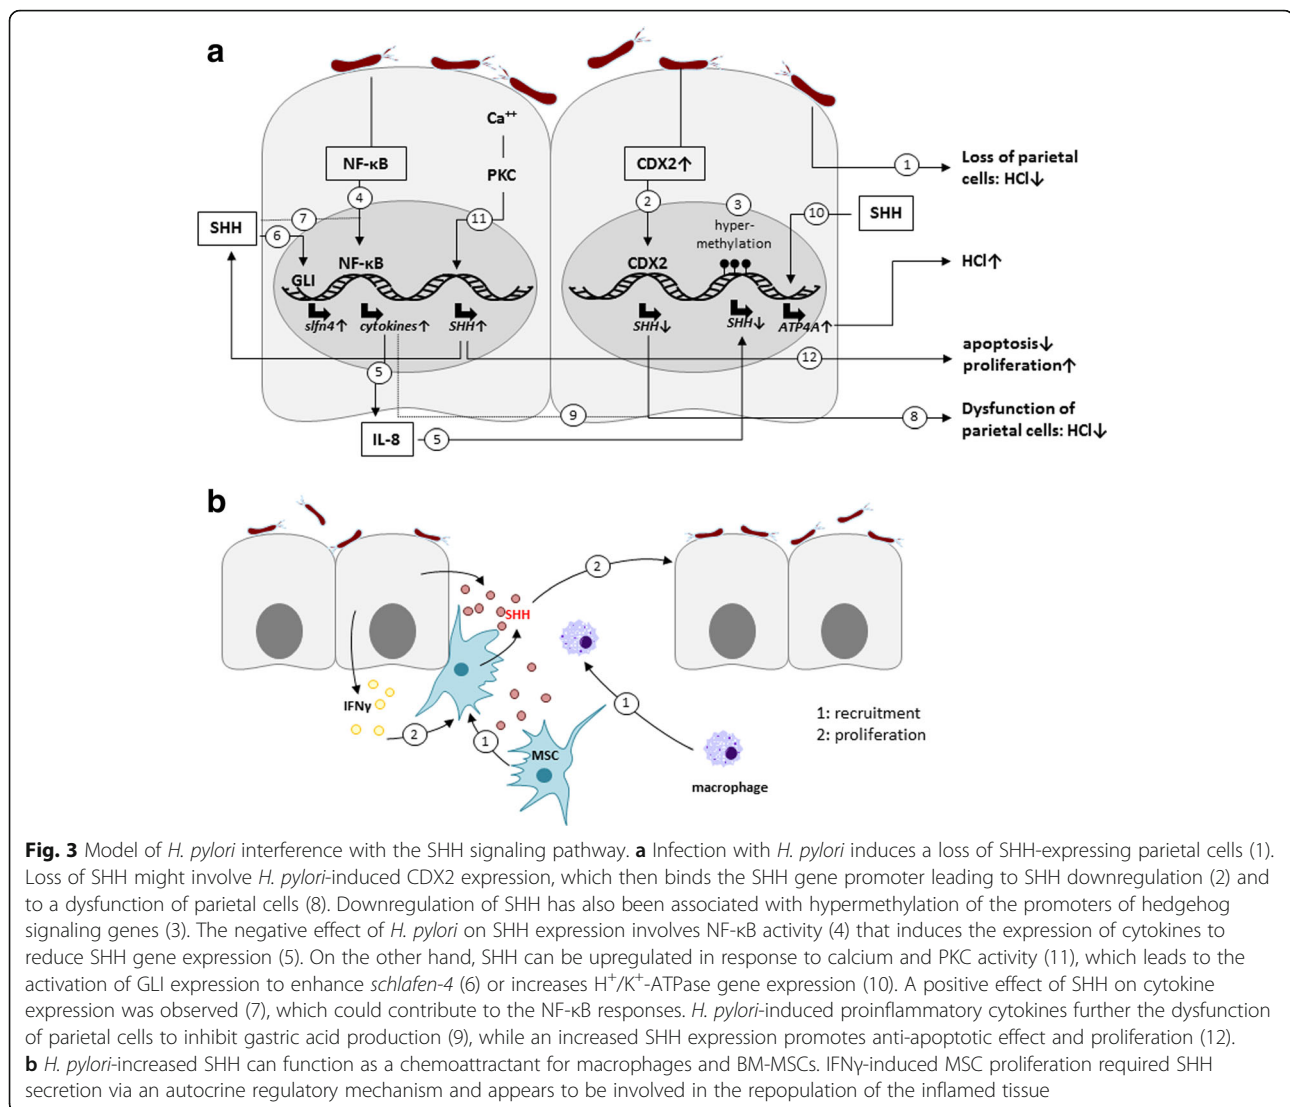 a
Ca++
NF-κB
PKC
CDX2↑
1
Loss of parietal
cells: HCl↓
4
2
3
SHH
7
11
hyper-
methylation
10
SHH
6
GLI
NF-κB
CDX2
HCl↑
slfn4↑
cytokines↑
SHH↑
SHH↓
SHH↓
ATP4A↑
5
12
apoptosis↓
proliferation↑
9
8
Dysfunction of
parietal cells: HCl↓
IL-8
5
b
2
SHH
IFNγ
2
1
1
MSC
macrophage
1: recruitment
2: proliferation
Fig. 3 Model of H. pylori interference with the SHH signaling pathway. a Infection with H. pylori induces a loss of SHH-expressing parietal cells (1).
Loss of SHH might involve H. pylori-induced CDX2 expression, which then binds the SHH gene promoter leading to SHH downregulation (2) and
to a dysfunction of parietal cells (8). Downregulation of SHH has also been associated with hypermethylation of the promoters of hedgehog
signaling genes (3). The negative effect of H. pylori on SHH expression involves NF-κB activity (4) that induces the expression of cytokines to
reduce SHH gene expression (5). On the other hand, SHH can be upregulated in response to calcium and PKC activity (11), which leads to the
activation of GLI expression to enhance schlafen-4 (6) or increases H+/K+-ATPase gene expression (10). A positive effect of SHH on cytokine
expression was observed (7), which could contribute to the NF-κB responses. H. pylori-induced proinflammatory cytokines further the dysfunction
of parietal cells to inhibit gastric acid production (9), while an increased SHH expression promotes anti-apoptotic effect and proliferation (12).
b H. pylori-increased SHH can function as a chemoattractant for macrophages and BM-MSCs. IFNγ-induced MSC proliferation required SHH
secretion via an autocrine regulatory mechanism and appears to be involved in the repopulation of the inflamed tissue